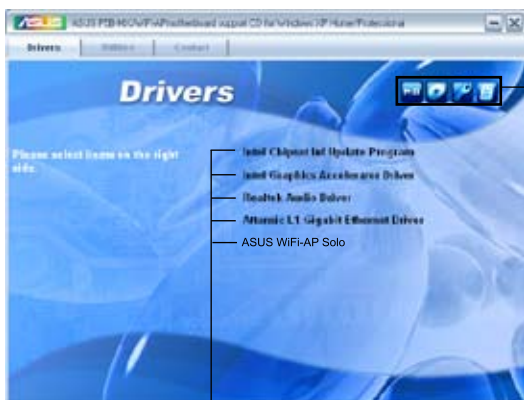 ASUS P5B-MX/WiFi-AP motherboard support CD for Windows XP Home/Professional
Drivers Utilities Contact
Drivers
Please select items on the right
side.
Intel Chipset Inf Update Program
Intel Graphics Accelerator Driver
Realtek Audio Driver
Attansic L1 Gigabit Ethernet Driver
ASUS WiFi-AP Solo